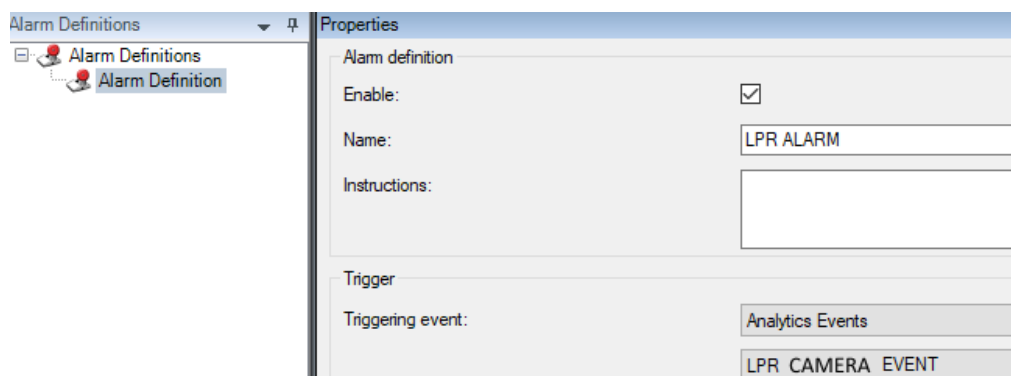 Alarm Definitions
Alarm Definitions
Alarm Definition
Properties
Alarm definition
Enable:
Name: LPR ALARM
Instructions:
Trigger
Triggering event: Analytics Events
LPR CAMERA EVENT